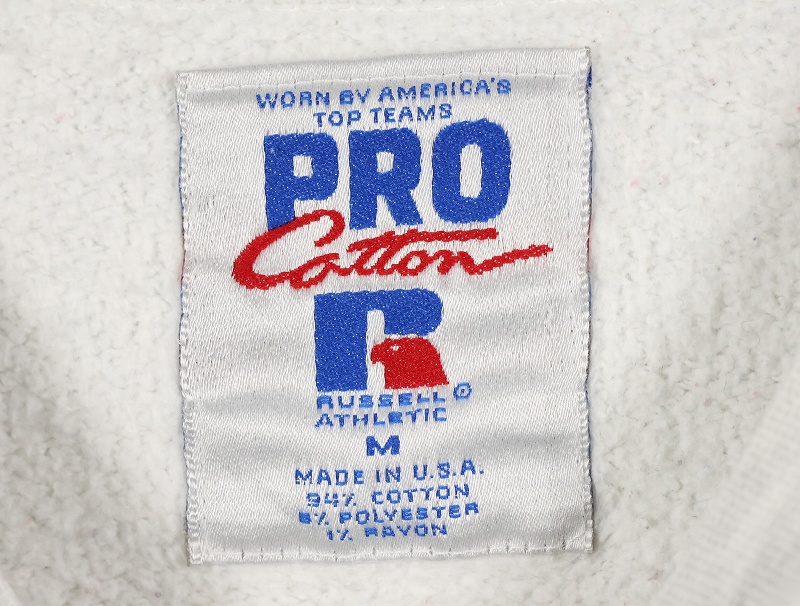 WORN BY AMERICA'S
TOP TEAMS
PRO
Cotton
R
RUSSELL ®
ATHLETIC
M
MADE IN U.S.A.
94% COTTON
5% POLYESTER
1% RAYON